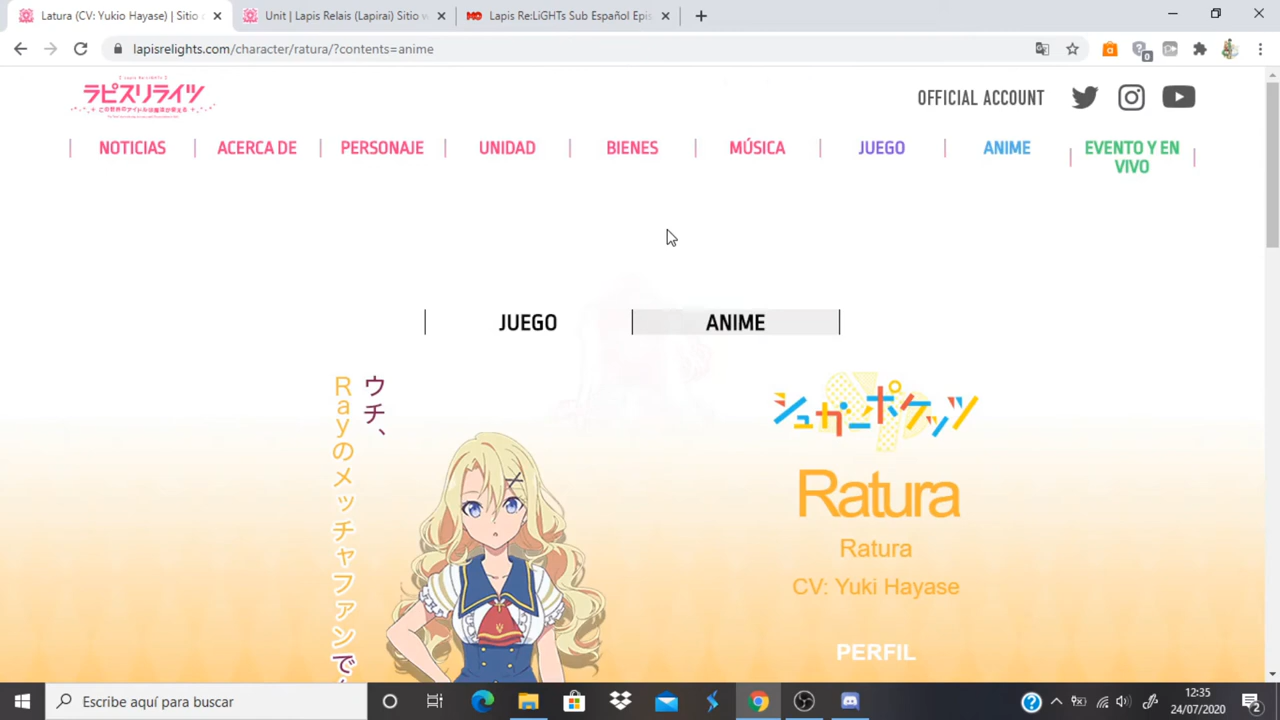 Latura (CV: Yukio Hayase) | Sitio
Unit | Lapis Relais (Lapirai) Sitio w
Lapis Re:LiGHTs Sub Español Epis
lapisrelights.com/character/ratura/?contents=anime
0
ラピスリライツ
OFFICIAL ACCOUNT
NOTICIAS
ACERCA DE
PERSONAJE
UNIDAD
BIENES
MÚSICA
JUEGO
ANIME
EVENTO Y EN
VIVO
JUEGO
ANIME
ウチ、
Rayのメッチャファンで
シュガーポケッツ
Ratura
Ratura
CV: Yuki Hayase
PERFIL
Escribe aquí para buscar
12:35
24/07/2020
2